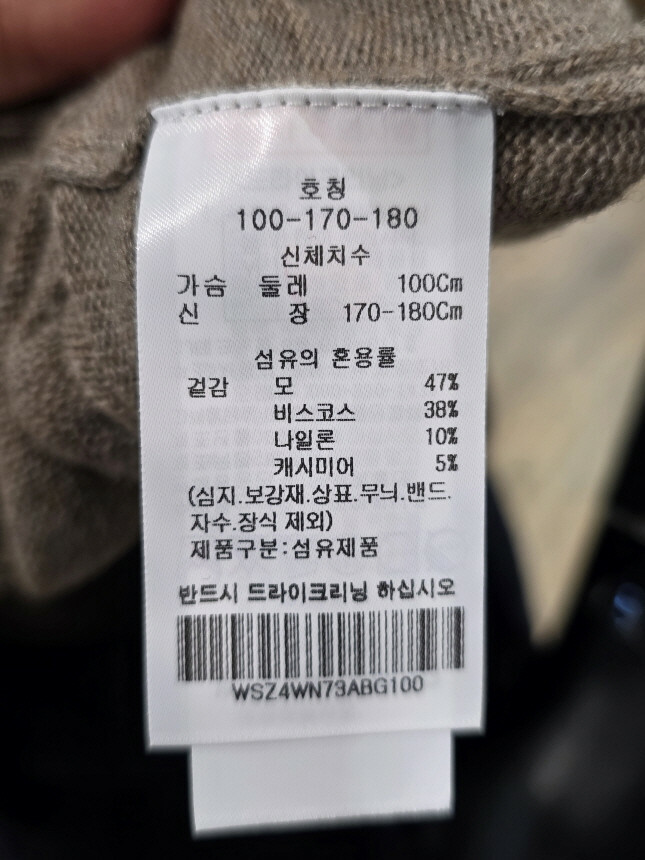 호칭
100-170-180
신체치수
가슴 둘레 100Cm
신 장 170-180Cm
섬유의 혼용률
겉감 모 47%
비스코스 38%
나일론 10%
캐시미어 5%
(심지.보강재.상표.무늬.밴드.
자수.장식 제외)
제품구분:섬유제품
반드시 드라이크리닝 하십시오
WSZ4WN73ABG100